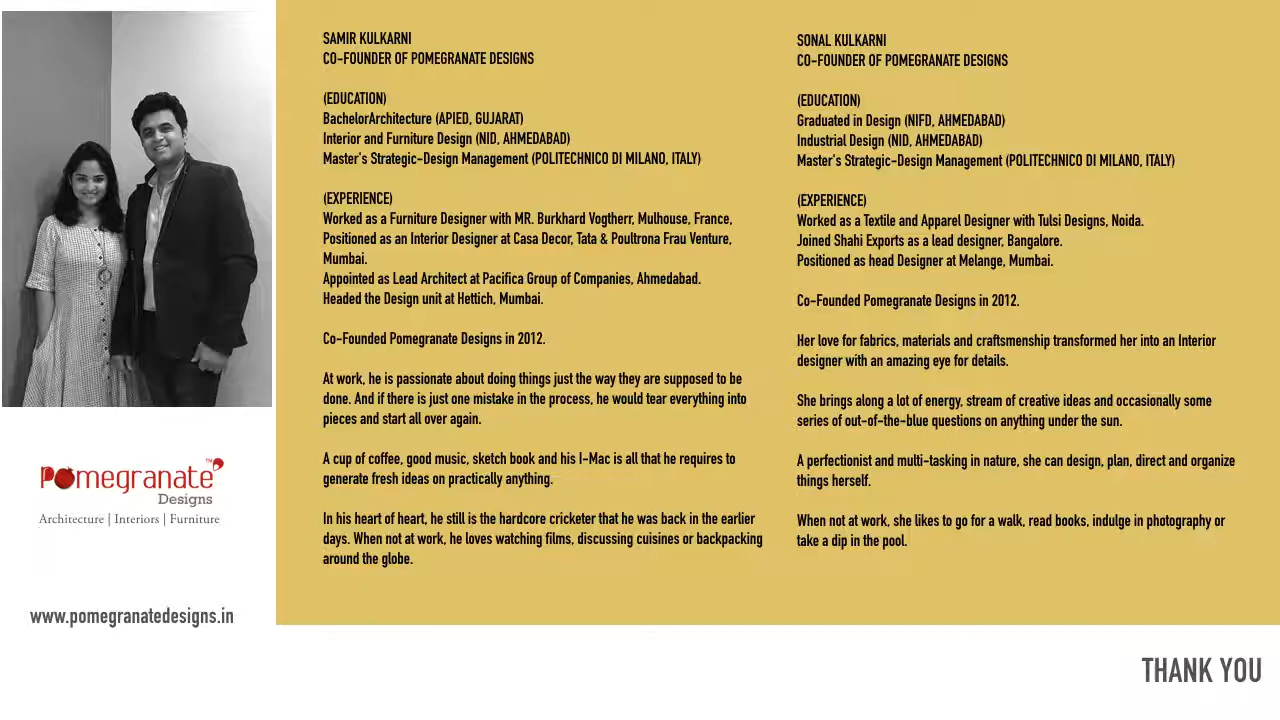 SAMIR KULKARNI
CO-FOUNDER OF POMEGRANATE DESIGNS
(EDUCATION)
BachelorArchitecture (APIED, GUJARAT)
Interior and Furniture Design (NID, AHMEDABAD)
Master's Strategic-Design Management (POLITECHNICO DI MILANO, ITALY)
(EXPERIENCE)
Worked as a Furniture Designer with MR. Burkhard Vogtherr, Mulhouse, France,
Positioned as an Interior Designer at Casa Decor, Tata & Poultrona Frau Venture,
Mumbai.
Appointed as Lead Architect at Pacifica Group of Companies, Ahmedabad.
Headed the Design unit at Hettich, Mumbai.
Co-Founded Pomegranate Designs in 2012.
At work, he is passionate about doing things just the way they are supposed to be
done. And if there is just one mistake in the process, he would tear everything into
pieces and start all over again.
A cup of coffee, good music, sketch book and his I-Mac is all that he requires to
generate fresh ideas on practically anything.
In his heart of heart, he still is the hardcore cricketer that he was back in the earlier
days. When not at work, he loves watching films, discussing cuisines or backpacking
around the globe.
SONAL KULKARNI
CO-FOUNDER OF POMEGRANATE DESIGNS
(EDUCATION)
Graduated in Design (NIFD, AHMEDABAD)
Industrial Design (NID, AHMEDABAD)
Master's Strategic-Design Management (POLITECHNICO DI MILANO, ITALY)
(EXPERIENCE)
Worked as a Textile and Apparel Designer with Tulsi Designs, Noida.
Joined Shahi Exports as a lead designer, Bangalore.
Positioned as head Designer at Melange, Mumbai.
Co-Founded Pomegranate Designs in 2012.
Her love for fabrics, materials and craftsmenship transformed her into an Interior
designer with an amazing eye for details.
She brings along a lot of energy, stream of creative ideas and occasionally some
series of out-of-the-blue questions on anything under the sun.
A perfectionist and multi-tasking in nature, she can design, plan, direct and organize
things herself.
When not at work, she likes to go for a walk, read books, indulge in photography or
take a dip in the pool.
Pomegranate™
Designs
Architecture | Interiors | Furniture
www.pomegranatedesigns.in
THANK YOU